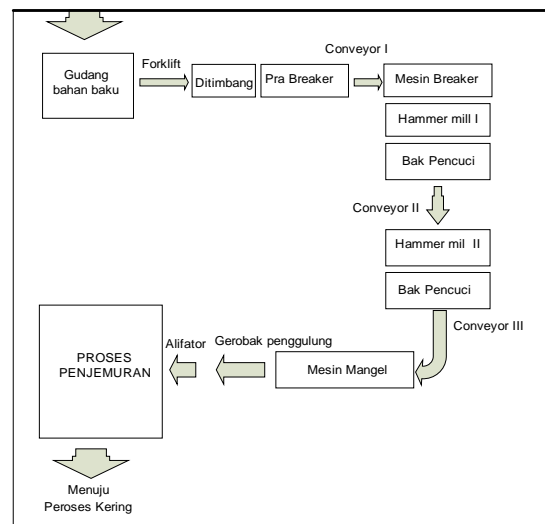 Gudang
bahan baku
Forklift
Ditimbang
Pra Breaker
Conveyor I
Mesin Breaker
Hammer mill I
Bak Pencuci
Conveyor II
Hammer mil II
Bak Pencuci
Conveyor III
Mesin Mangel
Gerobak penggulung
Alifator
PROSES
PENJEMURAN
Menuju
Peroses Kering